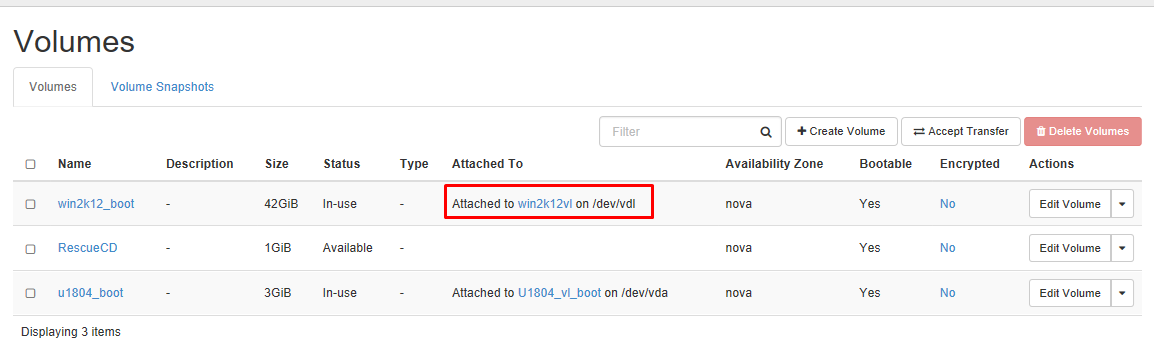 Volumes
Volumes Volume Snapshots
Filter Create Volume Accept Transfer Delete Volumes
Name Description Size Status Type Attached To Availability Zone Bootable Encrypted Actions
win2k12_boot - 42GiB In-use - Attached to win2k12vl on /dev/vdl nova Yes No Edit Volume
RescueCD - 1GiB Available - nova Yes No Edit Volume
u1804_boot - 3GiB In-use - Attached to U1804_vl_boot on /dev/vda nova Yes No Edit Volume
Displaying 3 items